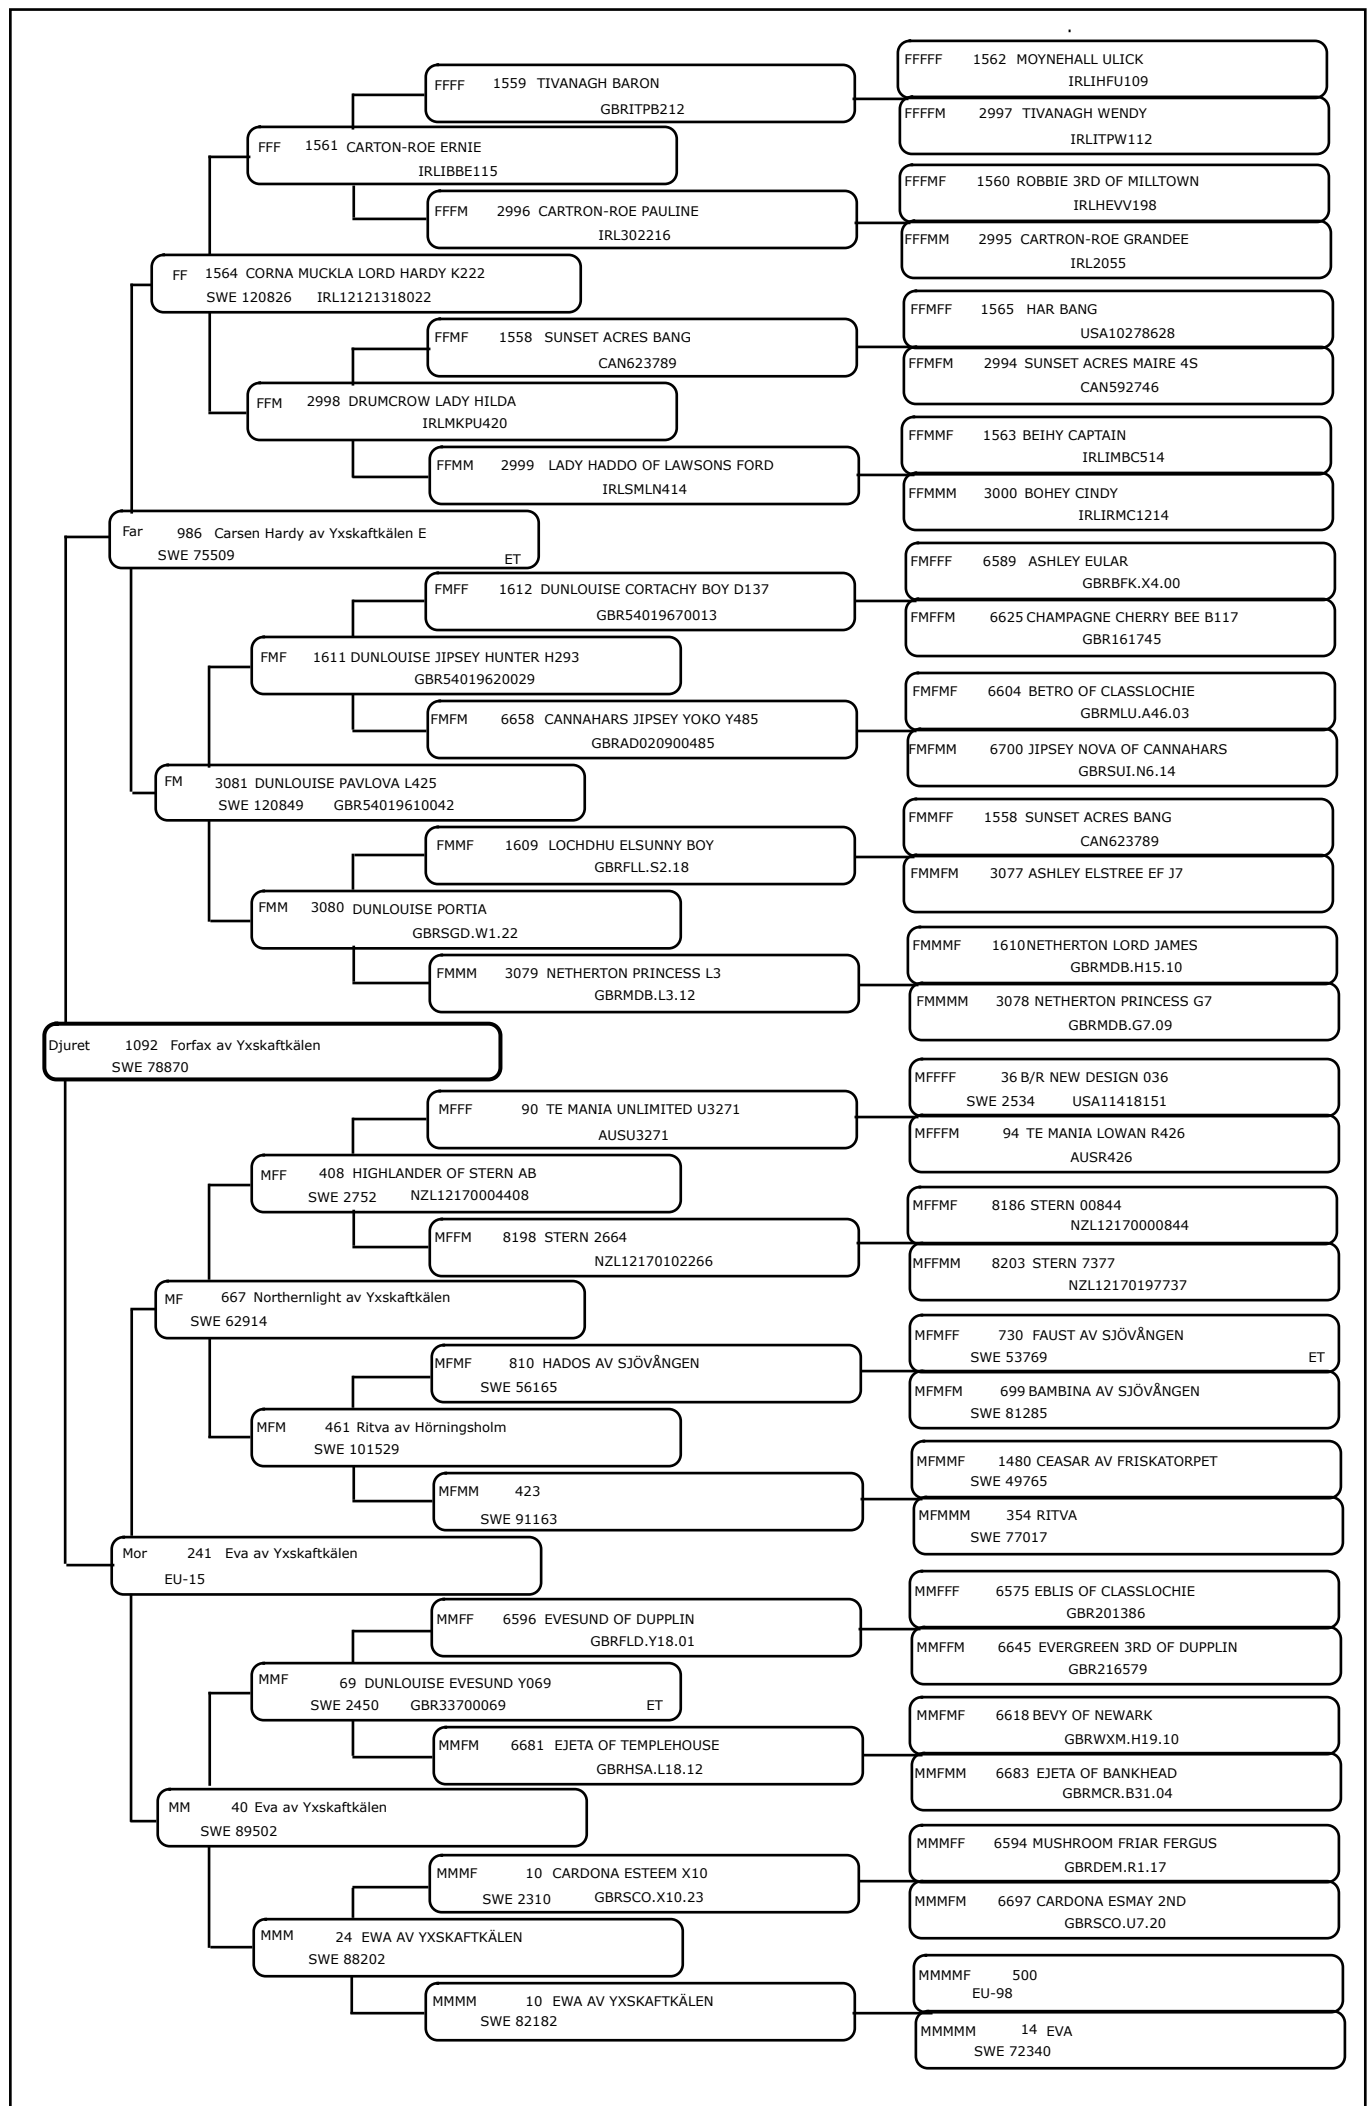 FFFFF 1562 MOYNEHALL ULICK
IRLIHFU109
FFFF 1559 TIVANAGH BARON
GBRITPB212
FFFFM 2997 TIVANAGH WENDY
IRLITPW112
FFF 1561 CARTON-ROE ERNIE
IRLIBBE115
FFFMF 1560 ROBBIE 3RD OF MILLTOWN
IRLHEVV198
FFFM 2996 CARTRON-ROE PAULINE
IRL302216
FFFMM 2995 CARTRON-ROE GRANDEE
IRL2055
FF 1564 CORNA MUCKLA LORD HARDY K222
SWE 120826 IRL12121318022
FFMFF 1565 HAR BANG
USA10278628
FFMF 1558 SUNSET ACRES BANG
CAN623789
FFMFM 2994 SUNSET ACRES MAIRE 4S
CAN592746
FFM 2998 DRUMCROW LADY HILDA
IRLMKPU420
FFMMF 1563 BEIHY CAPTAIN
IRLIMBC514
FFMM 2999 LADY HADDO OF LAWSONS FORD
IRLSMLN414
FFMMM 3000 BOHEY CINDY
IRLIRMC1214
Far 986 Carsen Hardy av Yxskaftkälen E
SWE 75509 ET
FMFFF 6589 ASHLEY EULAR
GBRBFK.X4.00
FMFF 1612 DUNLOUISE CORTACHY BOY D137
GBR54019670013
FMFFM 6625 CHAMPAGNE CHERRY BEE B117
GBR161745
FMF 1611 DUNLOUISE JIPSEY HUNTER H293
GBR54019620029
FMFMF 6604 BETRO OF CLASSLOCHIE
GBRMLU.A46.03
FMFM 6658 CANNAHARS JIPSEY YOKO Y485
GBRAD020900485
FMFMM 6700 JIPSEY NOVA OF CANNAHARS
GBRSUI.N6.14
FM 3081 DUNLOUISE PAVLOVA L425
SWE 120849 GBR54019610042
FMMFF 1558 SUNSET ACRES BANG
CAN623789
FMMF 1609 LOCHDHU ELSUNNY BOY
GBRFLL.S2.18
FMMFM 3077 ASHLEY ELSTREE EF J7
FMM 3080 DUNLOUISE PORTIA
GBRSGD.W1.22
FMMMF 1610 NETHERTON LORD JAMES
GBRMDB.H15.10
FMMM 3079 NETHERTON PRINCESS L3
GBRMDB.L3.12
FMMMM 3078 NETHERTON PRINCESS G7
GBRMDB.G7.09
Djuret 1092 Forfax av Yxskaftkälen
SWE 78870
MFFFF 36 B/R NEW DESIGN 036
SWE 2534 USA11418151
MFFF 90 TE MANIA UNLIMITED U3271
AUSU3271
MFFFM 94 TE MANIA LOWAN R426
AUSR426
MFF 408 HIGHLANDER OF STERN AB
SWE 2752 NZL12170004408
MFFMF 8186 STERN 00844
NZL12170000844
MFFM 8198 STERN 2664
NZL12170102266
MFFMM 8203 STERN 7377
NZL12170197737
MF 667 Northernlight av Yxskaftkälen
SWE 62914
MFMFF 730 FAUST AV SJÖVÅNGEN
SWE 53769 ET
MFMF 810 HADOS AV SJÖVÅNGEN
SWE 56165
MFMFM 699 BAMBINA AV SJÖVÅNGEN
SWE 81285
MFM 461 Ritva av Hörningsholm
SWE 101529
MFMMF 1480 CEASAR AV FRISKATORPET
SWE 49765
MFMM 423
SWE 91163
MFMMM 354 RITVA
SWE 77017
Mor 241 Eva av Yxskaftkälen
EU-15
MMFFF 6575 EBLIS OF CLASSLOCHIE
GBR201386
MMFF 6596 EVESUND OF DUPPLIN
GBRFLD.Y18.01
MMFFM 6645 EVERGREEN 3RD OF DUPPLIN
GBR216579
MMF 69 DUNLOUISE EVESUND Y069
SWE 2450 GBR33700069 ET
MMFMF 6618 BEVY OF NEWARK
GBRWXM.H19.10
MMFM 6681 EJETA OF TEMPLEHOUSE
GBRHSA.L18.12
MMFMM 6683 EJETA OF BANKHEAD
GBRMCR.B31.04
MM 40 Eva av Yxskaftkälen
SWE 89502
MMMFF 6594 MUSHROOM FRIAR FERGUS
GBRDEM.R1.17
MMMF 10 CARDONA ESTEEM X10
SWE 2310 GBRSCO.X10.23
MMMFM 6697 CARDONA ESMAY 2ND
GBRSCO.U7.20
MMM 24 EWA AV YXSKAFTKÄLEN
SWE 88202
MMMMF 500
EU-98
MMMM 10 EWA AV YXSKAFTKÄLEN
SWE 82182
MMMMM 14 EVA
SWE 72340